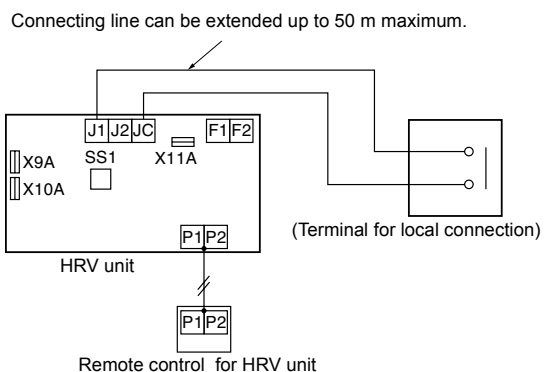 Connecting line can be extended up to 50 m maximum.
J1 J2 JC
F1 F2
X9A
SS1
X11A
X10A
P1 P2
(Terminal for local connection)
HRV unit
P1 P2
Remote control for HRV unit